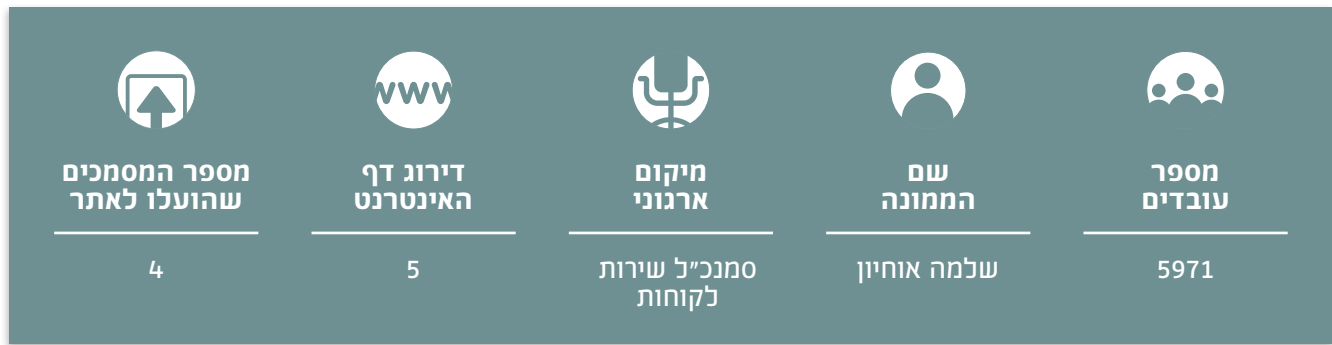 מספר
עובדים
5971
שם
הממונה
שלמה אוחיון
מיקום
ארגוני
סמנכ״ל שירות
לקוחות
www
דירוג דף
האינטרנט
5
מספר המסמכים
שהועלו לאתר
4